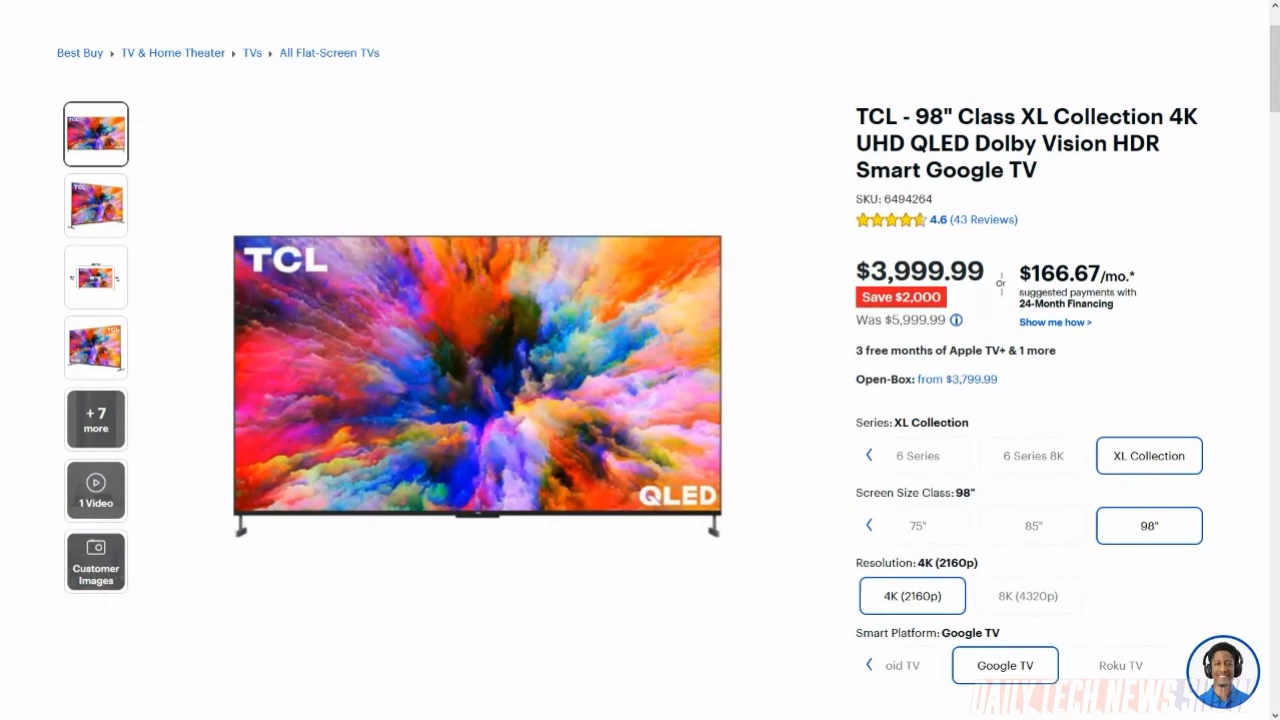 Best Buy TV & Home Theater TVs All Flat-Screen TVs
TCL
QLED
+ 7
more
1 Video
Customer
Images
TCL - 98" Class XL Collection 4K
UHD QLED Dolby Vision HDR
Smart Google TV
SKU: 6494264
4.6 (43 Reviews)
$3,999.99
Save $2,000
Was $5,999.99
Or
$166.67/mo.*
suggested payments with
24-Month Financing
Show me how >
3 free months of Apple TV+ & 1 more
Open-Box: from $3,799.99
Series: XL Collection
6 Series 6 Series 8K XL Collection
Screen Size Class: 98"
75" 85" 98"
Resolution: 4K (2160p)
4K (2160p) 8K (4320p)
Smart Platform: Google TV
oid TV Google TV Roku TV
DAILY TECH NEWS SHOW